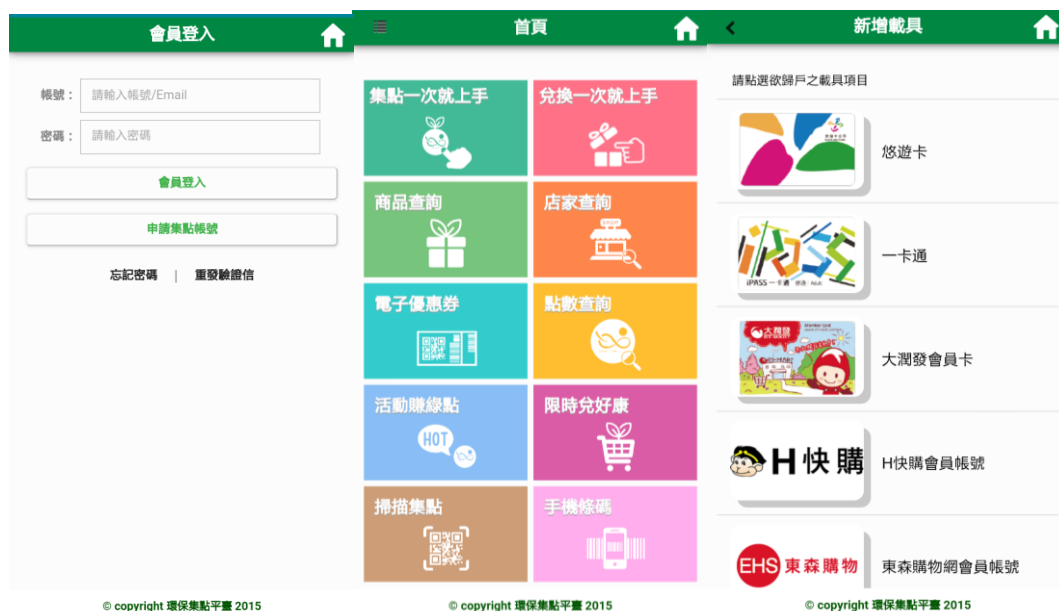 會員登入
帳號：
請輸入帳號/Email
密碼：
請輸入密碼
會員登入
申請集點帳號
忘記密碼 | 重發驗證信
© copyright 環保集點平臺 2015
首頁
集點一次就上手
兌換一次就上手
商品查詢
店家查詢
電子優惠券
點數查詢
活動賺綠點
HOT
限時兌好康
掃描集點
手機條碼
© copyright 環保集點平臺 2015
新增載具
請點選欲歸戶之載具項目
悠遊卡
iPASS
iPASS 一卡通
一卡通
大潤發
RT-MART
Member Card
大潤發會員卡
H快購
H快購會員帳號
EHS 東森購物
東森購物網會員帳號
© copyright 環保集點平臺 2015